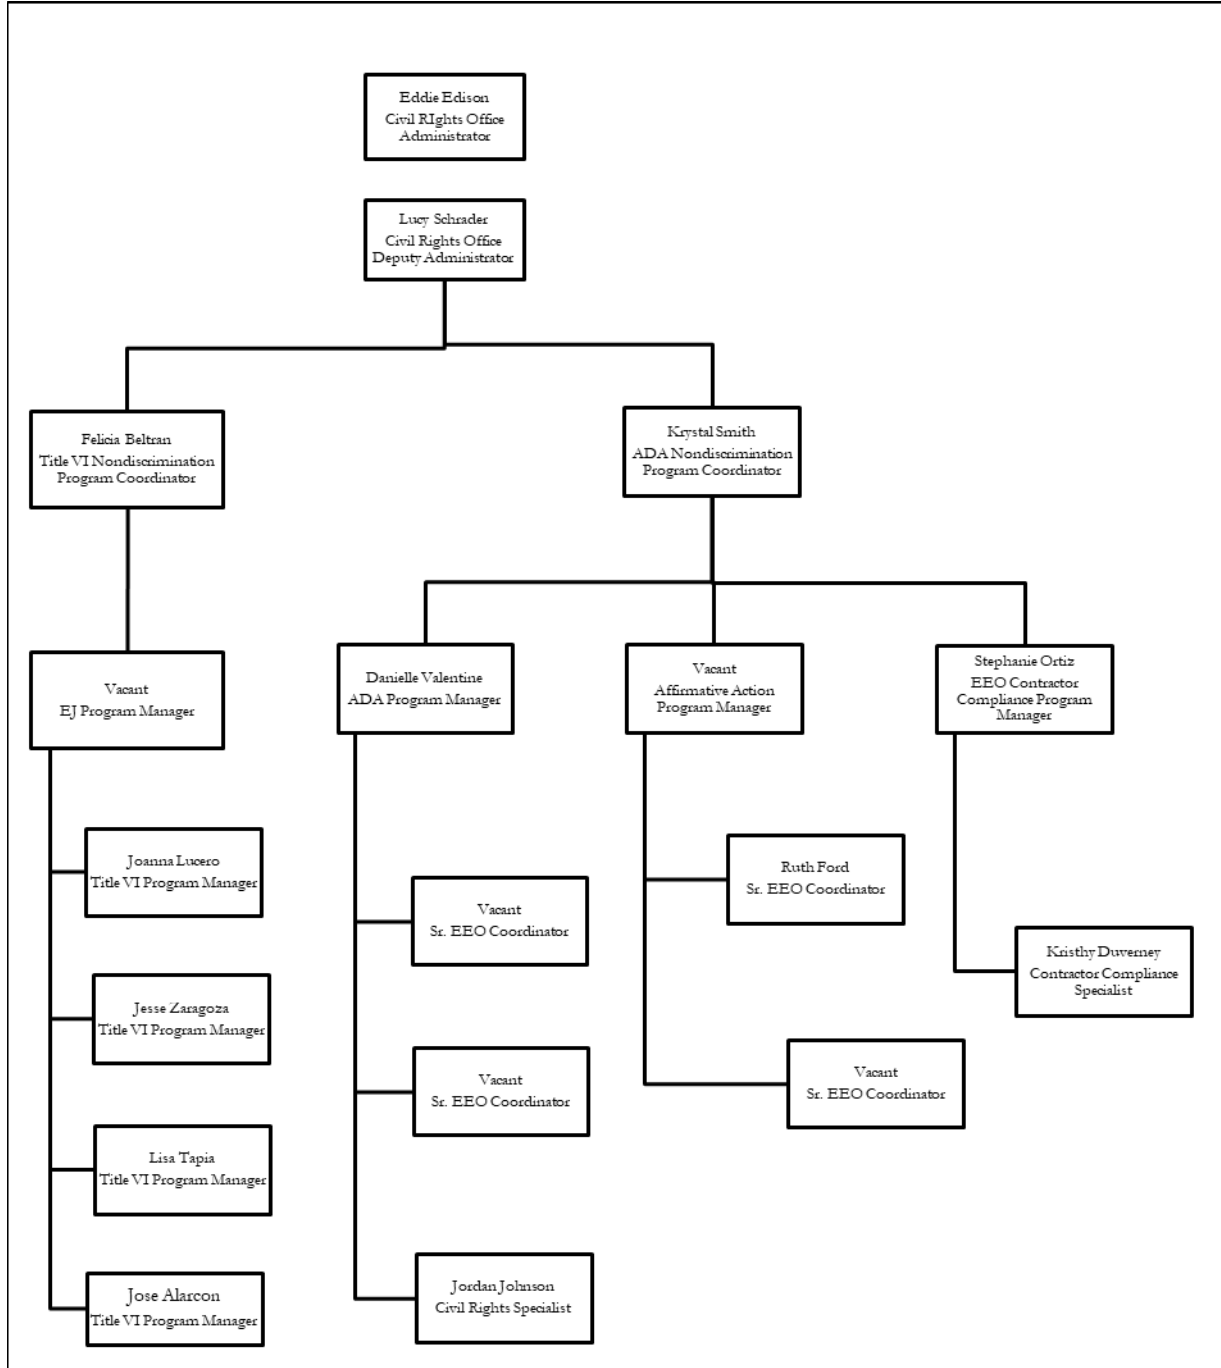 Eddie Edison
Civil RIghts Office
Administrator
Lucy Schrader
Civil Rights Office
Deputy Administrator
Felicia Beltran
Title VI Nondiscrimination
Program Coordinator
Krystal Smith
ADA Nondiscrimination
Program Coordinator
Vacant
EJ Program Manager
Danielle Valentine
ADA Program Manager
Vacant
Affirmative Action
Program Manager
Stephanie Ortiz
EEO Contractor
Compliance Program
Manager
Joanna Lucero
Title VI Program Manager
Jesse Zaragoza
Title VI Program Manager
Lisa Tapia
Title VI Program Manager
Jose Alarcon
Title VI Program Manager
Vacant
Sr. EEO Coordinator
Vacant
Sr. EEO Coordinator
Jordan Johnson
Civil Rights Specialist
Ruth Ford
Sr. EEO Coordinator
Vacant
Sr. EEO Coordinator
Kristhy Duverney
Contractor Compliance
Specialist